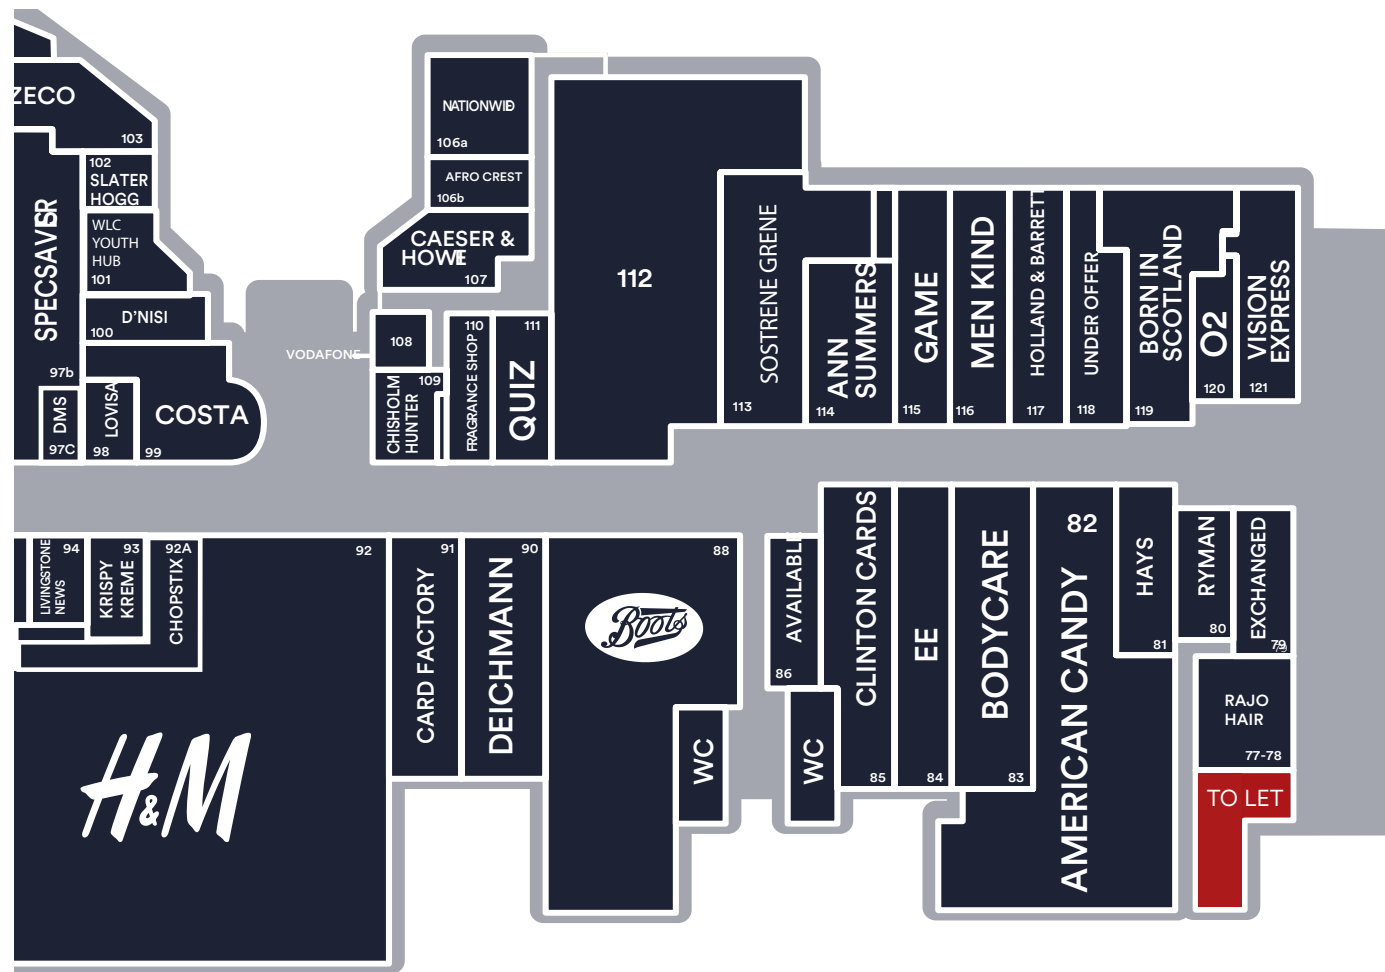 ZECO
103
102
SLATER
HOGG
WLC
YOUTH
HUB
101
D'NISI
100
SPECSAVERS
97b
DMS
97C
LOVISA
98
COSTA
99
NATIONWIDE
106a
AFRO CREST
106b
CAESER &
HOWIE
107
108
VODAFONE
109
CHISHOLM
HUNTER
110
FRAGRANCE SHOP
111
QUIZ
112
SOSTRENE GRENE
113
ANN
SUMMERS
114
GAME
115
MEN KIND
116
HOLLAND & BARRETT
117
UNDER OFFER
118
BORN IN
SCOTLAND
119
O2
120
VISION
EXPRESS
121
LIVINGSTONE
NEWS
94
93
KRISPY
KREME
92A
CHOPSTIX
92
H&M
91
CARD FACTORY
90
DEICHMANN
88
Boots
WC
AVAILABLE
86
WC
CLINTON CARDS
85
EE
84
BODYCARE
83
82
AMERICAN CANDY
HAYS
81
RYMAN
80
EXCHANGED
79
RAJO
HAIR
77-78
TO LET